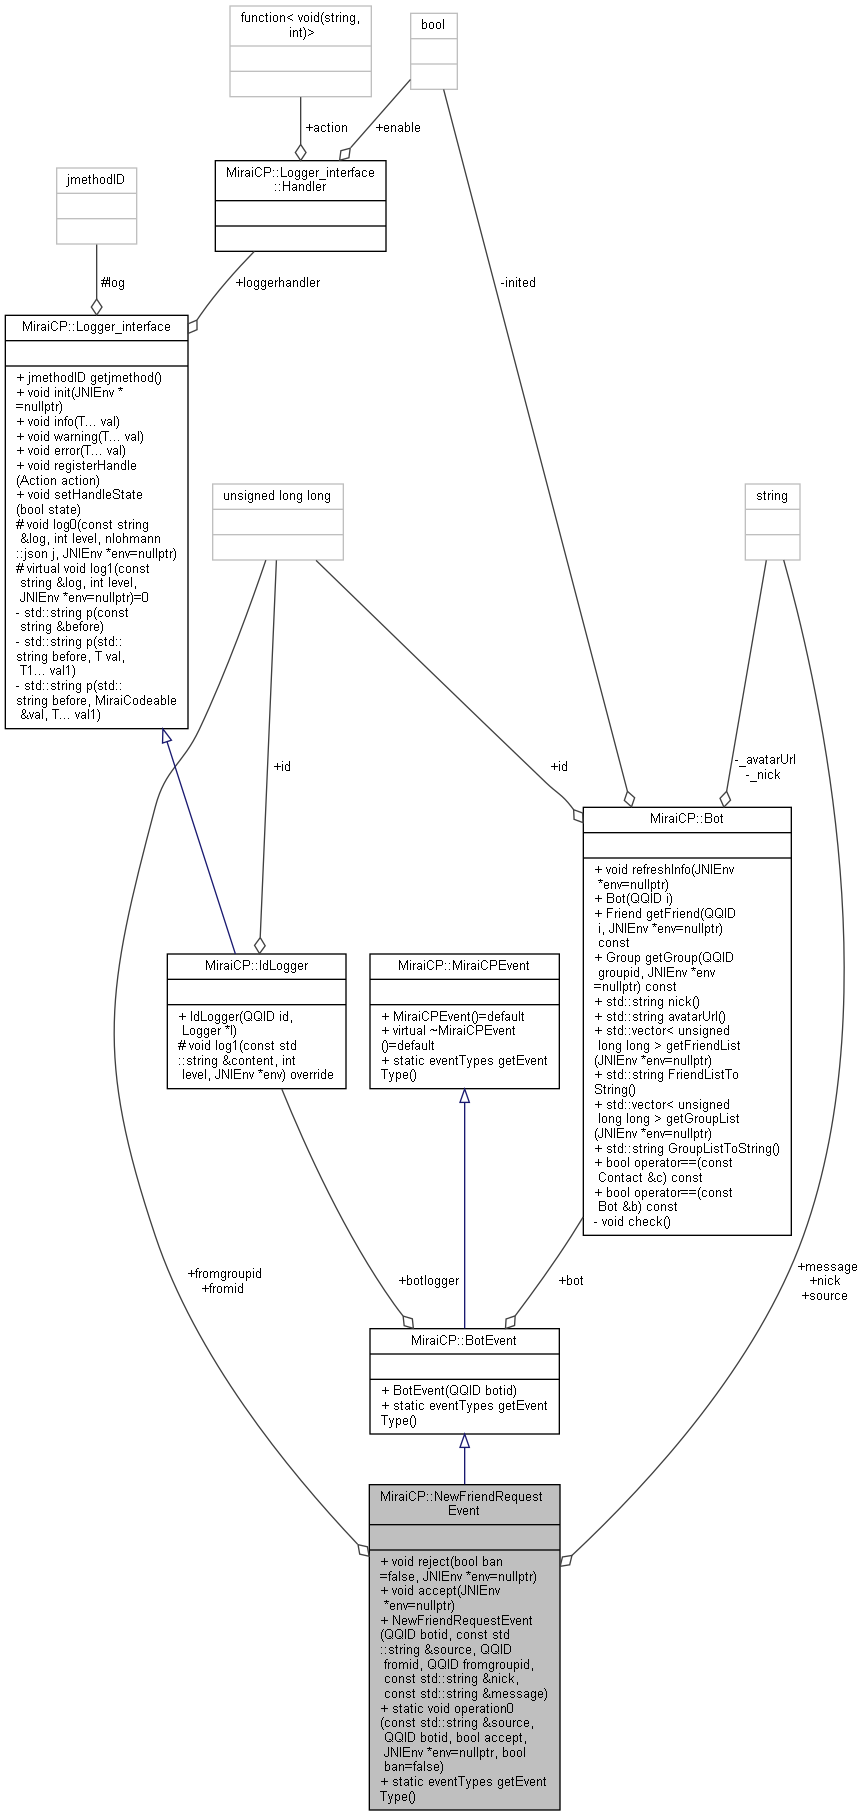 function< void(string,
int)>
bool
+action
+enable
MiraiCP::Logger_interface
::Handler
jmethodID
#log
+loggerhandler
-inited
MiraiCP::Logger_interface
+ jmethodID getjmethod()
+ void init(JNIEnv *
=nullptr)
+ void info(T... val)
+ void warning(T... val)
+ void error(T... val)
+ void registerHandle
(Action action)
+ void setHandleState
(bool state)
# void log0(const string
&log, int level, nlohmann
::json j, JNIEnv *env=nullptr)
# virtual void log1(const
string &log, int level,
JNIEnv *env=nullptr)=0
- std::string p(const
string &before)
- std::string p(std::
string before, T val,
T1... val1)
- std::string p(std::
string before, MiraiCodeable
&val, T... val1)
unsigned long long
string
+id
+id
-_avatarUrl
-_nick
MiraiCP::Bot
+ void refreshInfo(JNIEnv
*env=nullptr)
+ Bot(QQID i)
+ Friend getFriend(QQID
i, JNIEnv *env=nullptr)
const
+ Group getGroup(QQID
groupid, JNIEnv *env
=nullptr) const
+ std::string nick()
+ std::string avatarUrl()
+ std::vector< unsigned
long long > getFriendList
(JNIEnv *env=nullptr)
+ std::string FriendListTo
String()
+ std::vector< unsigned
long long > getGroupList
(JNIEnv *env=nullptr)
+ std::string GroupListToString()
+ bool operator==(const
Contact &c) const
+ bool operator==(const
Bot &b) const
- void check()
MiraiCP::IdLogger
+ IdLogger(QQID id,
Logger *l)
# void log1(const std
::string &content, int
level, JNIEnv *env) override
MiraiCP::MiraiCPEvent
+ MiraiCPEvent()=default
+ virtual ~MiraiCPEvent
()=default
+ static eventTypes getEvent
Type()
+fromgroupid
+fromid
+botlogger
+bot
+message
+nick
+source
MiraiCP::BotEvent
+ BotEvent(QQID botid)
+ static eventTypes getEvent
Type()
MiraiCP::NewFriendRequest
Event
+ void reject(bool ban
=false, JNIEnv *env=nullptr)
+ void accept(JNIEnv
*env=nullptr)
+ NewFriendRequestEvent
(QQID botid, const std
::string &source, QQID
fromid, QQID fromgroupid,
const std::string &nick,
const std::string &message)
+ static void operation0
(const std::string &source,
QQID botid, bool accept,
JNIEnv *env=nullptr, bool
ban=false)
+ static eventTypes getEvent
Type()